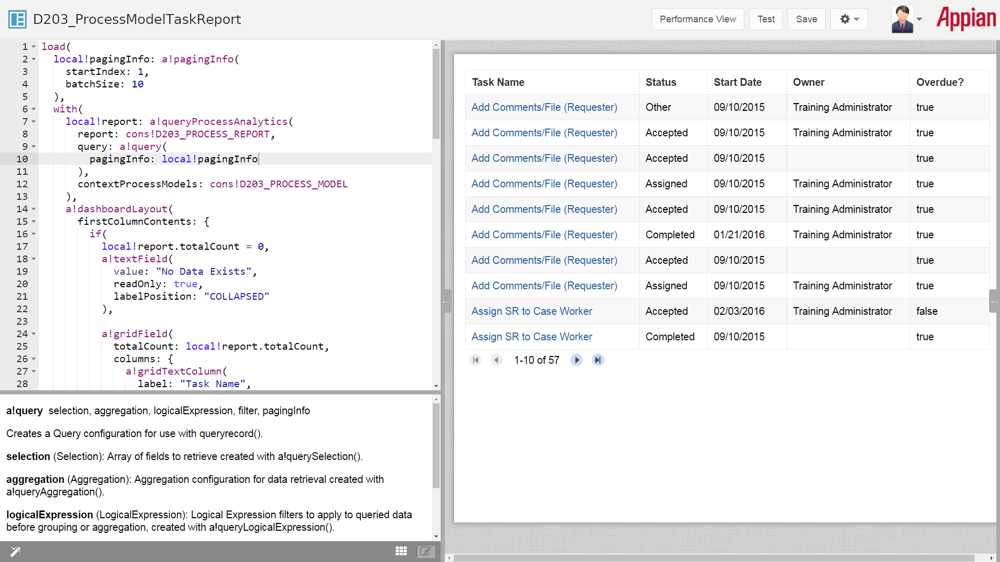 D203_ProcessModelTaskReport
Performance View
Test
Save
Appian
1 load(
2 local!pagingInfo: a!pagingInfo(
3 startIndex: 1,
4 batchSize: 10
5 ),
6 with(
7 local!report: a!queryProcessAnalytics(
8 report: cons!D203_PROCESS_REPORT,
9 query: a!query(
10 pagingInfo: local!pagingInfo
11 ),
12 contextProcessModels: cons!D203_PROCESS_MODEL
13 ),
14 a!dashboardLayout(
15 firstColumnContents: {
16 if(
17 local!report.totalCount = 0,
18 a!textField(
19 value: "No Data Exists",
20 readOnly: true,
21 labelPosition: "COLLAPSED"
22 ),
23
24 a!gridField(
25 totalCount: local!report.totalCount,
26 columns: {
27 a!gridTextColumn(
28 label: "Task Name",
a!query selection, aggregation, logicalExpression, filter, pagingInfo
Creates a Query configuration for use with queryrecord().
selection (Selection): Array of fields to retrieve created with a!querySelection().
aggregation (Aggregation): Aggregation configuration for data retrieval created with
a!queryAggregation().
logicalExpression (LogicalExpression): Logical Expression filters to apply to queried data
before grouping or aggregation, created with a!queryLogicalExpression().
Task Name Status Start Date Owner Overdue?
Add Comments/File (Requester) Other 09/10/2015 Training Administrator true
Add Comments/File (Requester) Accepted 09/10/2015 Training Administrator true
Add Comments/File (Requester) Accepted 09/10/2015 true
Add Comments/File (Requester) Assigned 09/10/2015 Training Administrator true
Add Comments/File (Requester) Accepted 09/10/2015 Training Administrator true
Add Comments/File (Requester) Completed 01/21/2016 Training Administrator true
Add Comments/File (Requester) Accepted 09/10/2015 true
Add Comments/File (Requester) Assigned 09/10/2015 Training Administrator true
Assign SR to Case Worker Accepted 02/03/2016 Training Administrator false
Assign SR to Case Worker Completed 09/10/2015 true
1-10 of 57